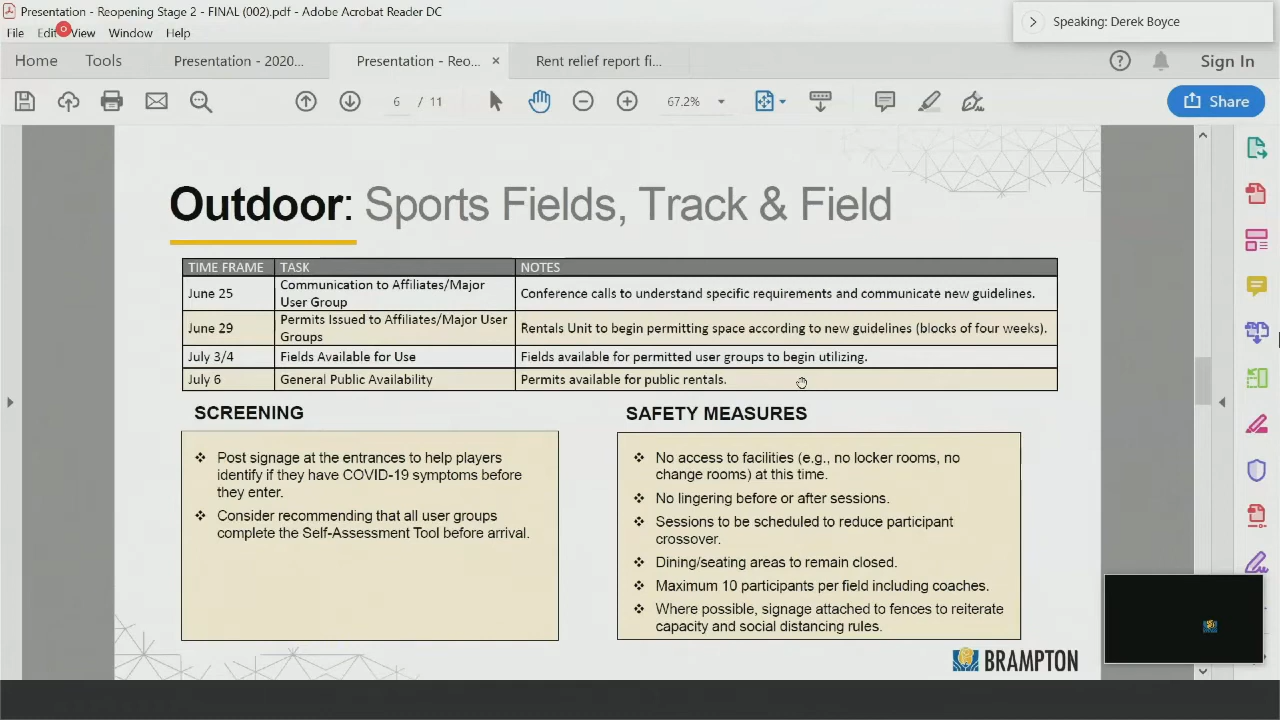 Presentation - Reopening Stage 2 - FINAL (002).pdf - Adobe Acrobat Reader DC
Speaking: Derek Boyce
File Edit View Window Help
Home Tools Presentation - 2020... Presentation - Reo... × Rent relief report fi... Sign In
6 / 11 67.2% Share
Outdoor: Sports Fields, Track & Field
TIME FRAME TASK NOTES
June 25 Communication to Affiliates/Major User Group Conference calls to understand specific requirements and communicate new guidelines.
June 29 Permits Issued to Affiliates/Major User Groups Rentals Unit to begin permitting space according to new guidelines (blocks of four weeks).
July 3/4 Fields Available for Use Fields available for permitted user groups to begin utilizing.
July 6 General Public Availability Permits available for public rentals.
SCREENING
❖ Post signage at the entrances to help players
identify if they have COVID-19 symptoms before
they enter.
❖ Consider recommending that all user groups
complete the Self-Assessment Tool before arrival.
SAFETY MEASURES
❖ No access to facilities (e.g., no locker rooms, no
change rooms) at this time.
❖ No lingering before or after sessions.
❖ Sessions to be scheduled to reduce participant
crossover.
❖ Dining/seating areas to remain closed.
❖ Maximum 10 participants per field including coaches.
❖ Where possible, signage attached to fences to reiterate
capacity and social distancing rules.
BRAMPTON